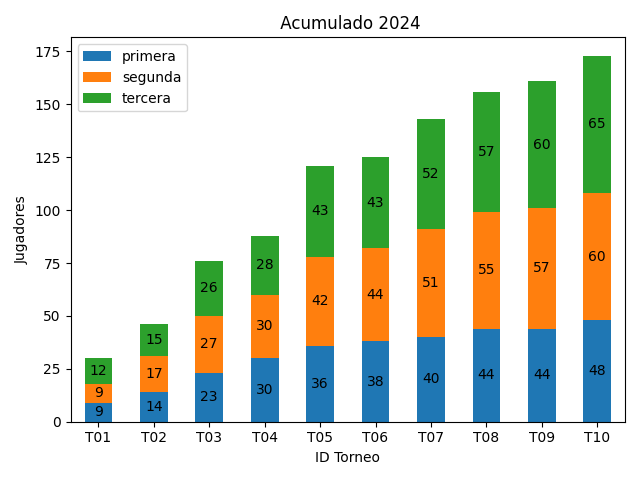 Acumulado 2024
primera
segunda
tercera
Jugadores
175
150
125
100
75
50
25
0
12 15 26 28 43 43 52 57 60 65
9 17 27 30 42 44 51 55 57 60
9 14 23 30 36 38 40 44 44 48
T01 T02 T03 T04 T05 T06 T07 T08 T09 T10
ID Torneo